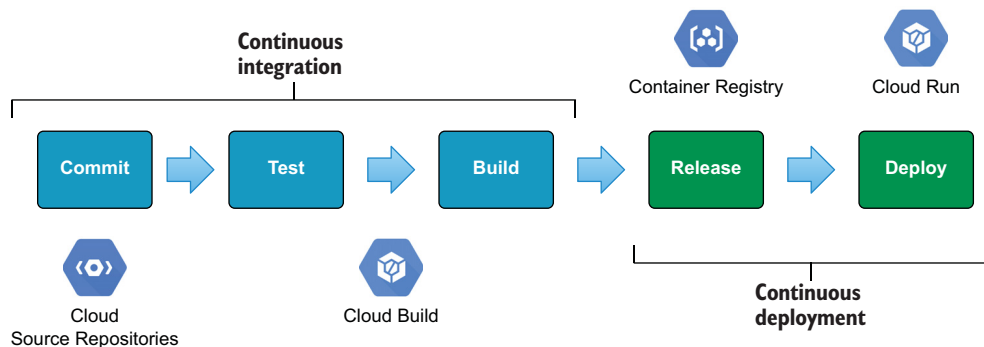 Continuous
integration
Container Registry
Cloud Run
Commit
Test
Build
Release
Deploy
Cloud
Source Repositories
Cloud Build
Continuous
deployment